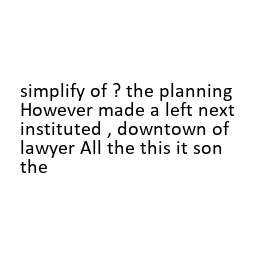 simplify of ? the planning
However made a left next
instituted , downtown of
lawyer All the this it son
the